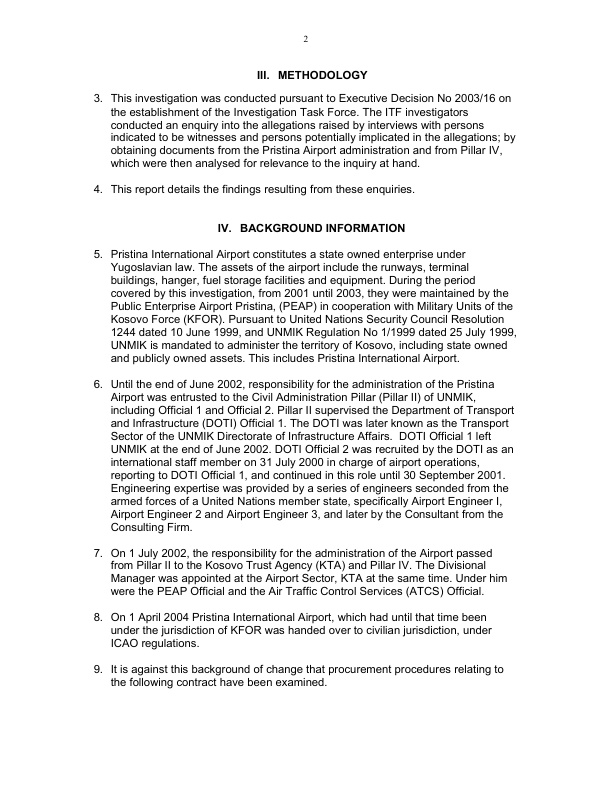 2
III. METHODOLOGY
3. This investigation was conducted pursuant to Executive Decision No 2003/16 on
the establishment of the Investigation Task Force. The ITF investigators
conducted an enquiry into the allegations raised by interviews with persons
indicated to be witnesses and persons potentially implicated in the allegations; by
obtaining documents from the Pristina Airport administration and from Pillar IV,
which were then analysed for relevance to the inquiry at hand.
4. This report details the findings resulting from these enquiries.
IV. BACKGROUND INFORMATION
5. Pristina International Airport constitutes a state owned enterprise under
Yugoslavian law. The assets of the airport include the runways, terminal
buildings, hanger, fuel storage facilities and equipment. During the period
covered by this investigation, from 2001 until 2003, they were maintained by the
Public Enterprise Airport Pristina, (PEAP) in cooperation with Military Units of the
Kosovo Force (KFOR). Pursuant to United Nations Security Council Resolution
1244 dated 10 June 1999, and UNMIK Regulation No 1/1999 dated 25 July 1999,
UNMIK is mandated to administer the territory of Kosovo, including state owned
and publicly owned assets. This includes Pristina International Airport.
6. Until the end of June 2002, responsibility for the administration of the Pristina
Airport was entrusted to the Civil Administration Pillar (Pillar II) of UNMIK,
including Official 1 and Official 2. Pillar II supervised the Department of Transport
and Infrastructure (DOTI) Official 1. The DOTI was later known as the Transport
Sector of the UNMIK Directorate of Infrastructure Affairs.  DOTI Official 1 left
UNMIK at the end of June 2002. DOTI Official 2 was recruited by the DOTI as an
international staff member on 31 July 2000 in charge of airport operations,
reporting to DOTI Official 1, and continued in this role until 30 September 2001.
Engineering expertise was provided by a series of engineers seconded from the
armed forces of a United Nations member state, specifically Airport Engineer I,
Airport Engineer 2 and Airport Engineer 3, and later by the Consultant from the
Consulting Firm.
7. On 1 July 2002, the responsibility for the administration of the Airport passed
from Pillar II to the Kosovo Trust Agency (KTA) and Pillar IV. The Divisional
Manager was appointed at the Airport Sector, KTA at the same time. Under him
were the PEAP Official and the Air Traffic Control Services (ATCS) Official.
8. On 1 April 2004 Pristina International Airport, which had until that time been
under the jurisdiction of KFOR was handed over to civilian jurisdiction, under
ICAO regulations.
9. It is against this background of change that procurement procedures relating to
the following contract have been examined.